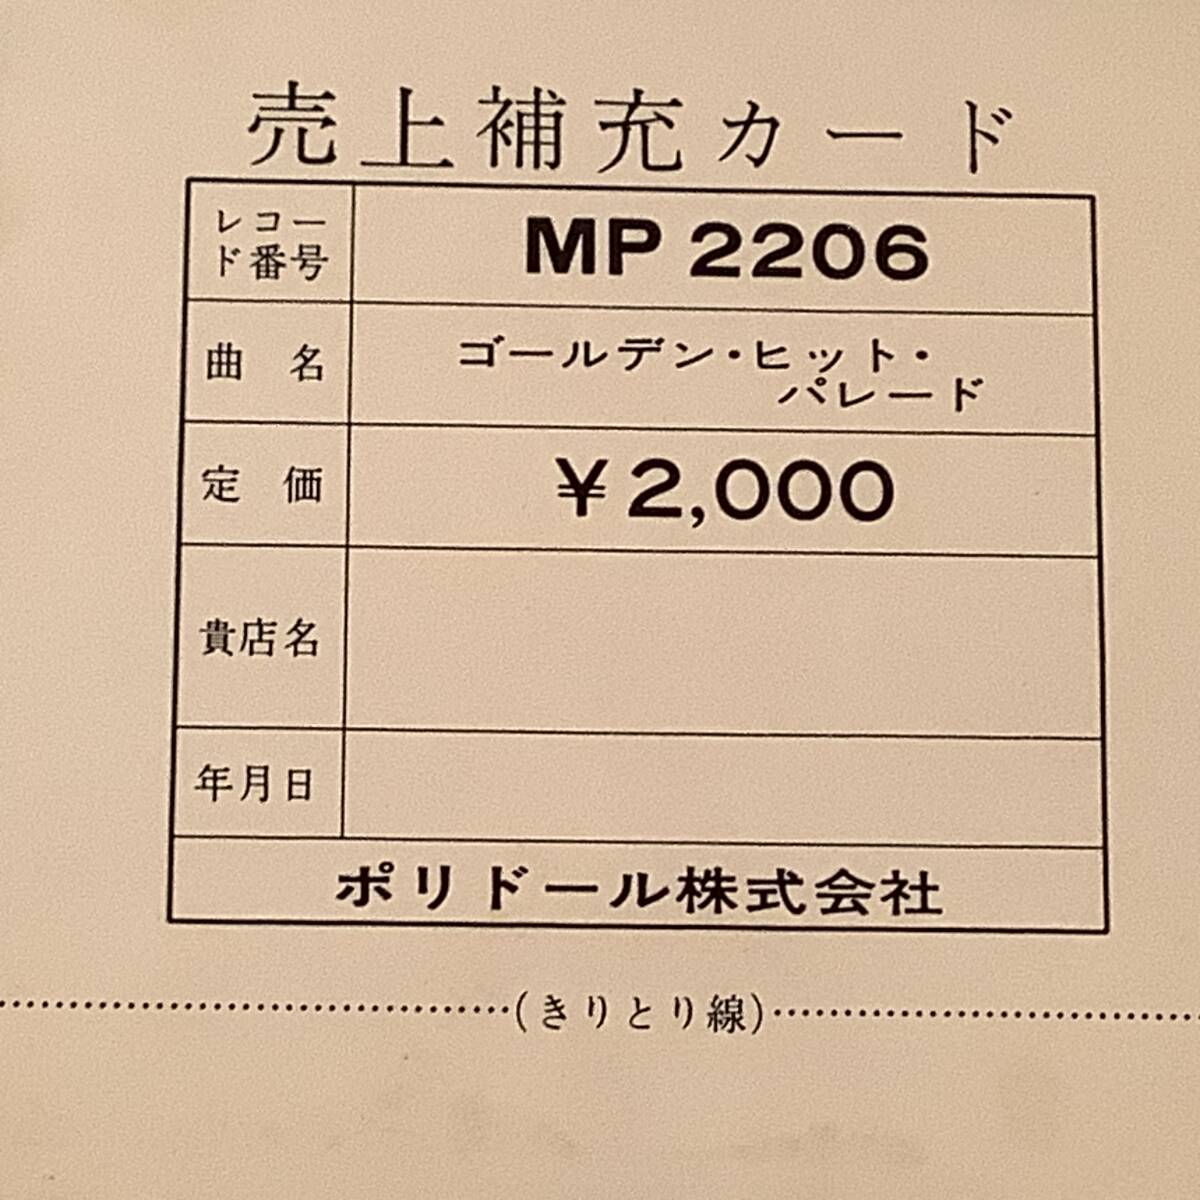 売上補充カード
レコー
ド番号
MP 2206
曲名
ゴールデン・ヒット・
パレード
定価
¥2,000
貴店名
年月日
ポリドール株式会社
(きりとり線)